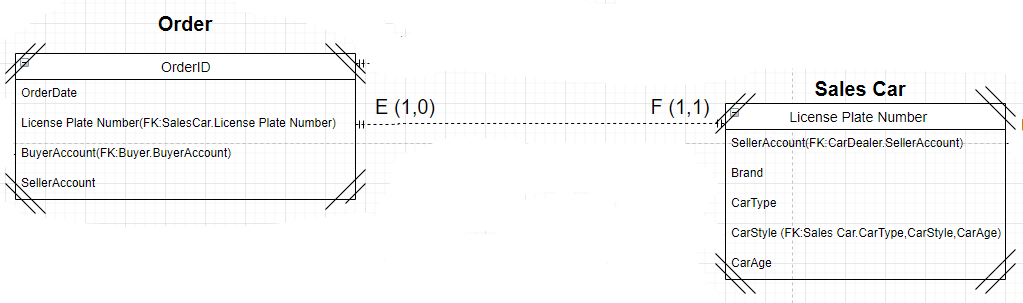 Order
OrderID
OrderDate
License Plate Number(FK:SalesCar.License Plate Number)
BuyerAccount(FK:Buyer.BuyerAccount)
SellerAccount
E (1,0)
F (1,1)
Sales Car
License Plate Number
SellerAccount(FK:CarDealer.SellerAccount)
Brand
CarType
CarStyle (FK:Sales Car.CarType,CarStyle,CarAge)
CarAge